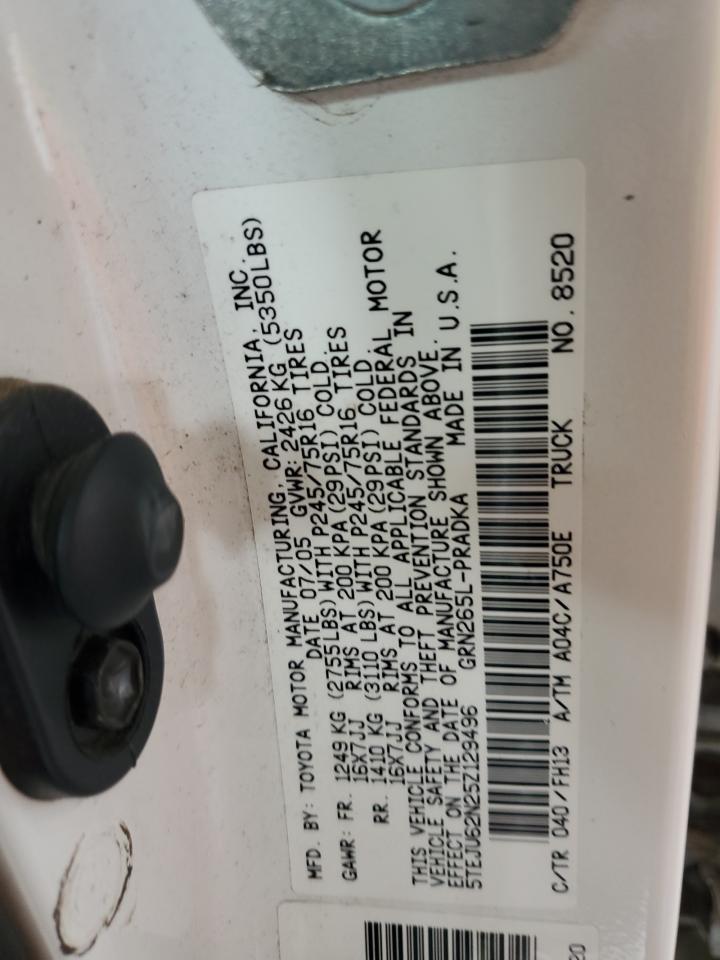 MFD. BY: TOYOTA MOTOR MANUFACTURING, CALIFORNIA, INC.
DATE 07/05 GVWR: 2426 KG (5350LBS)
GAWR: FR. 1249 KG (2755LBS) WITH P245/75R16 TIRES
16X7JJ RIMS AT 200 KPA (29PSI) COLD.
RR. 1410 KG (3110 LBS) WITH P245/75R16 TIRES
16X7JJ RIMS AT 200 KPA (29PSI) COLD
THIS VEHICLE CONFORMS TO ALL APPLICABLE FEDERAL MOTOR
VEHICLE SAFETY AND THEFT PREVENTION STANDARDS IN
EFFECT ON THE DATE OF MANUFACTURE SHOWN ABOVE.
5TEJU62N25Z129496 GRN265L-PRADKA MADE IN U.S.A.
C/TR 040/FH13 A/TM A04C/A750E TRUCK NO. 8520
20